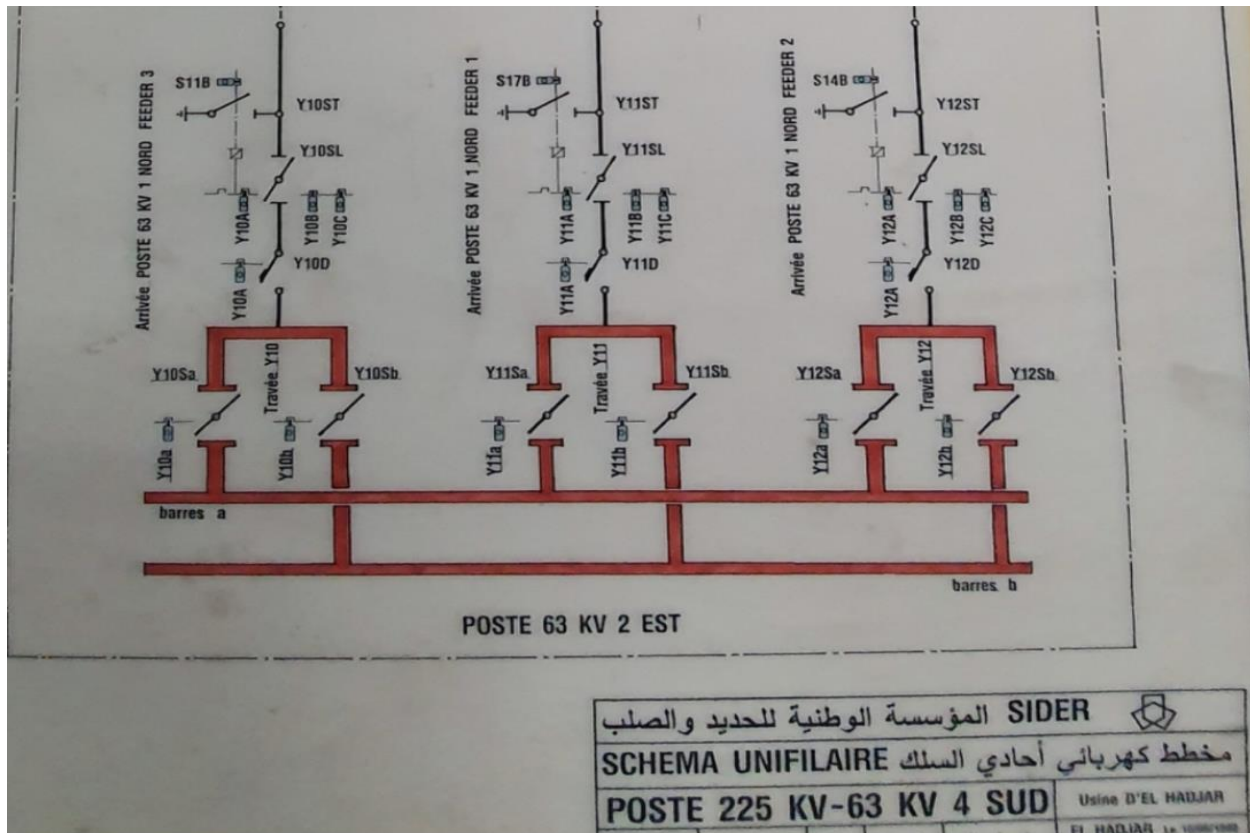 Arrivée POSTE 63 KV 1 NORD FEEDER 3
S11B
Y10ST
Y10SL
Y10A
Y10B
Y10C
Y10D
Y10A
Y10Sa
Travée Y10
Y10Sb
Y10a
Y10b
Arrivée POSTE 63 KV 1 NORD FEEDER 1
S17B
Y11ST
Y11SL
Y11A
Y11B
Y11C
Y11D
Y11A
Y11Sa
Travée Y11
Y11Sb
Y11a
Y11b
Arrivée POSTE 63 KV 1 NORD FEEDER 2
S14B
Y12ST
Y12SL
Y12A
Y12B
Y12C
Y12D
Y12A
Y12Sa
Travée Y12
Y12Sb
Y12a
Y12b
barres a
barres b
POSTE 63 KV 2 EST
المؤسسة الوطنية للحديد والصلب SIDER
SCHEMA UNIFILAIRE مخطط كهربائي أحادي السلك
POSTE 225 KV-63 KV 4 SUD
Usine D'EL HADJAR
EL HADJAR